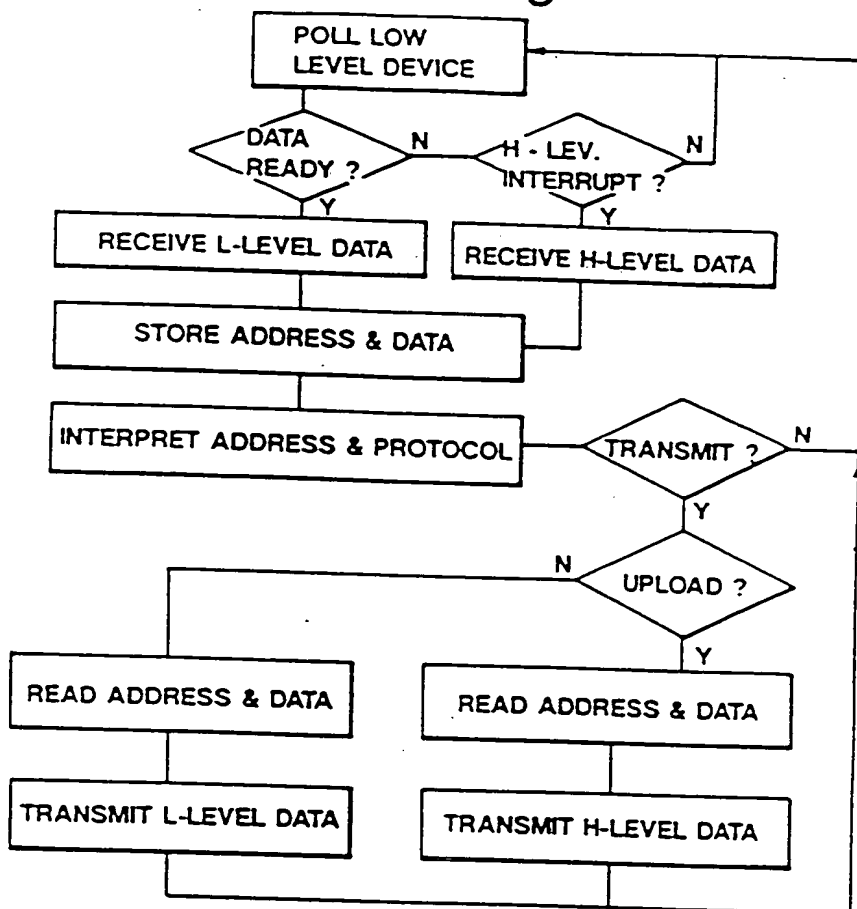 POLL LOW
LEVEL DEVICE
DATA
READY ?
N
H - LEV.
INTERRUPT ?
N
Y
Y
RECEIVE L-LEVEL DATA
RECEIVE H-LEVEL DATA
STORE ADDRESS & DATA
INTERPRET ADDRESS & PROTOCOL
TRANSMIT ?
N
Y
N
UPLOAD ?
Y
READ ADDRESS & DATA
READ ADDRESS & DATA
TRANSMIT L-LEVEL DATA
TRANSMIT H-LEVEL DATA